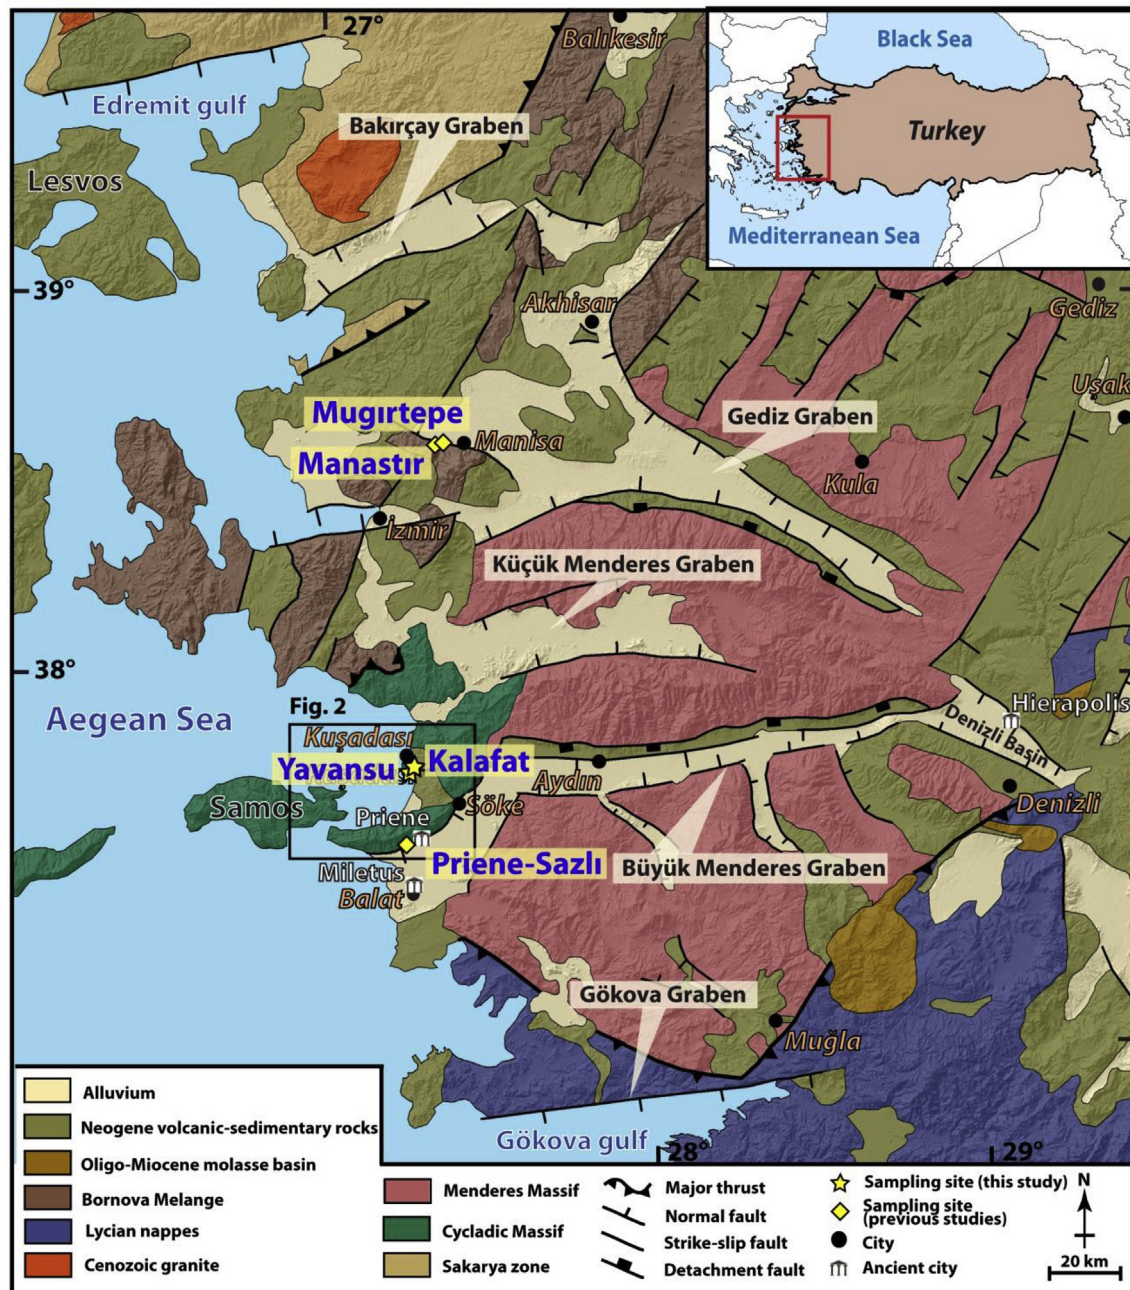 27°
Balıkesir
Black Sea
Edremit gulf
Bakırçay Graben
Turkey
Lesvos
Mediterranean Sea
39°
Akhisar
Gediz
Uşak
Mugırtepe
Gediz Graben
Manisa
Manastır
Kula
İzmir
Küçük Menderes Graben
38°
Fig. 2
Hierapolis
Aegean Sea
Denizli Basin
Kuşadası
Kalafat
Yavansu
Aydın
Samos
Söke
Denizli
Priene
Priene-Sazlı
Büyük Menderes Graben
Miletus
Balat
Gökova Graben
Muğla
Gökova gulf
28°
29°
Alluvium
Neogene volcanic-sedimentary rocks
Oligo-Miocene molasse basin
Bornova Melange
Lycian nappes
Cenozoic granite
Menderes Massif
Cycladic Massif
Sakarya zone
Major thrust
Normal fault
Strike-slip fault
Detachment fault
Sampling site (this study)
Sampling site
(previous studies)
City
Ancient city
N
20 km